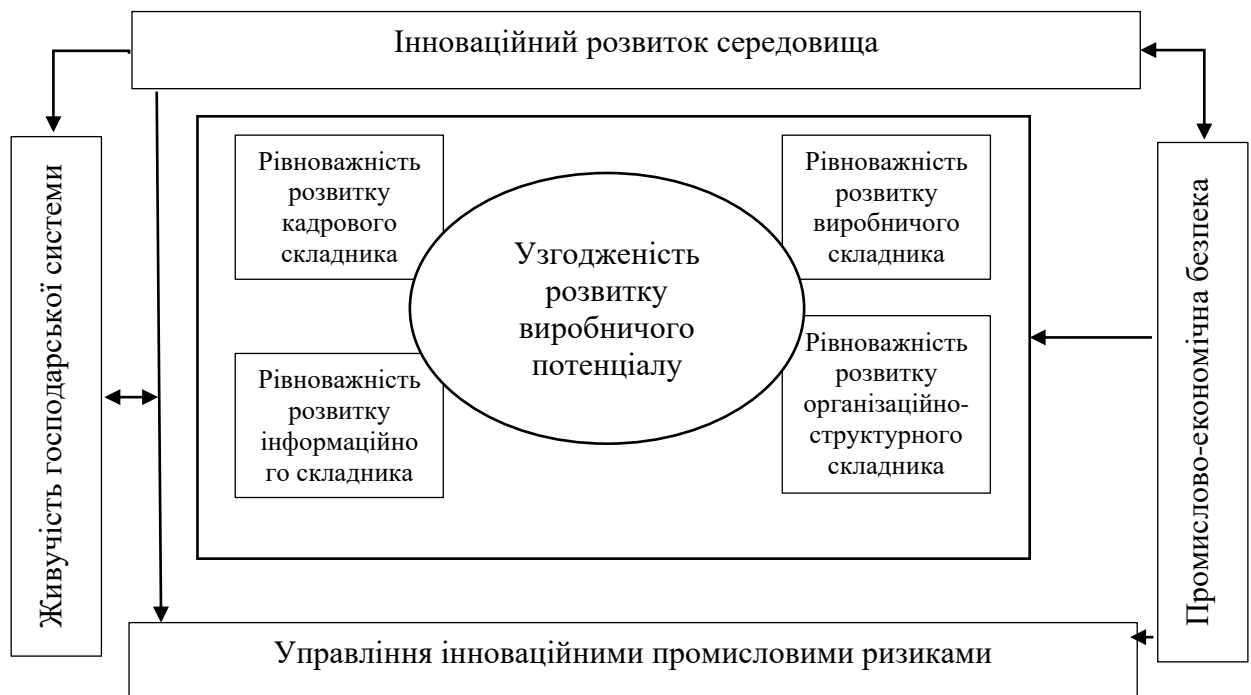 Інноваційний розвиток середовища
Живучість господарської системи
Рівноважність
розвитку
кадрового
складника
Рівноважність
розвитку
виробничого
складника
Узгодженість
розвитку
виробничого
потенціалу
Рівноважність
розвитку
інформаційно
го складника
Рівноважність
розвитку
організаційно-
структурного
складника
Промислово-економічна безпека
Управління інноваційними промисловими ризиками